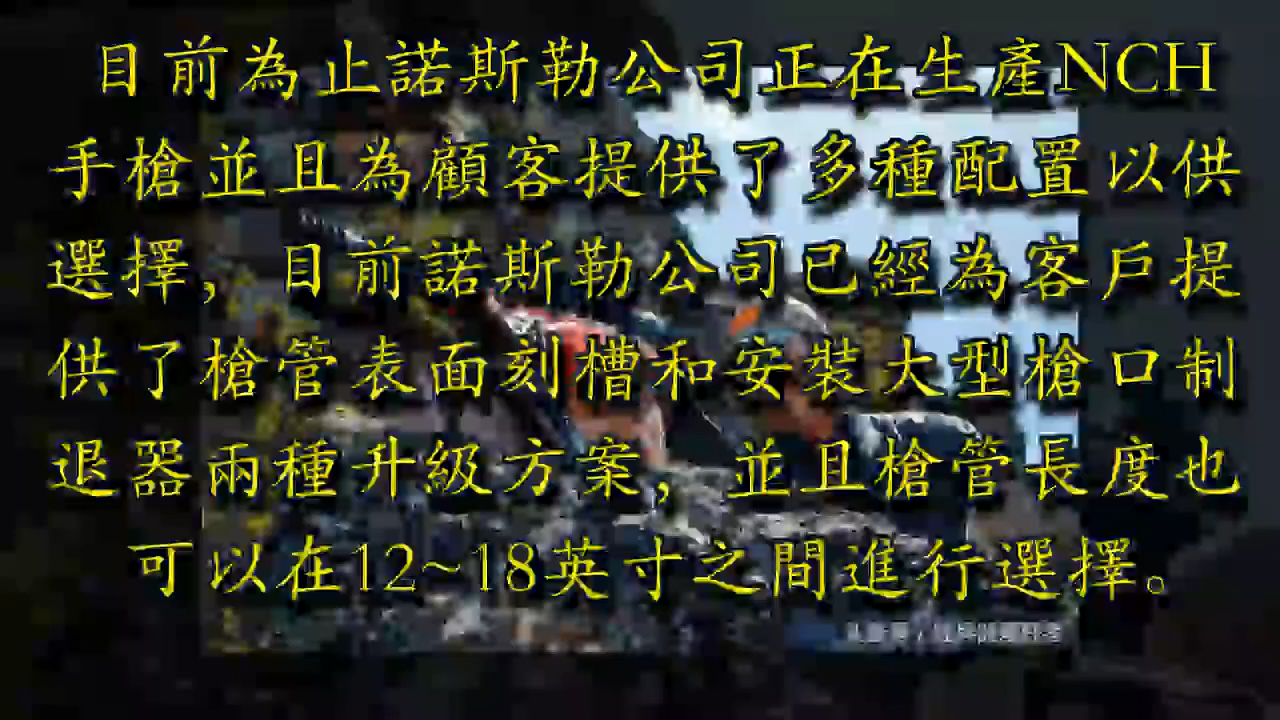 目前為止諾斯勒公司正在生產NCH
手槍並且為顧客提供了多種配置以供
選擇，目前諾斯勒公司已經為客戶提
供了槍管表面刻槽和安裝大型槍口制
退器兩種升級方案，並且槍管長度也
可以在12~18英寸之間進行選擇。